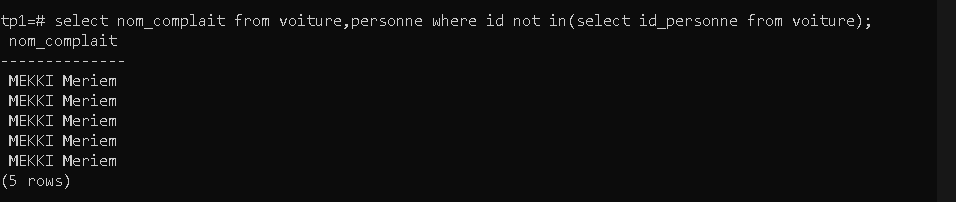 tp1=# select nom_complait from voiture,personne where id not in(select id_personne from voiture);
nom_complait
--------------
MEKKI Meriem
MEKKI Meriem
MEKKI Meriem
MEKKI Meriem
MEKKI Meriem
(5 rows)